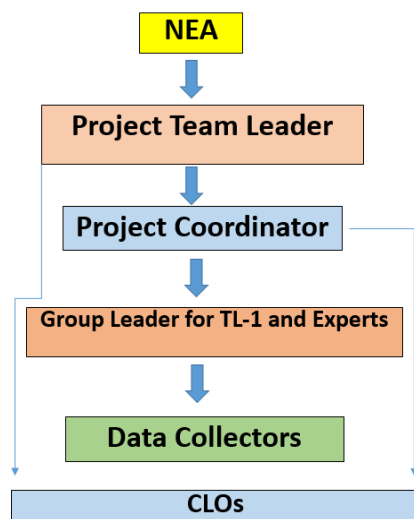 NEA
Project Team Leader
Project Coordinator
Group Leader for TL-1 and Experts
Data Collectors
CLOs